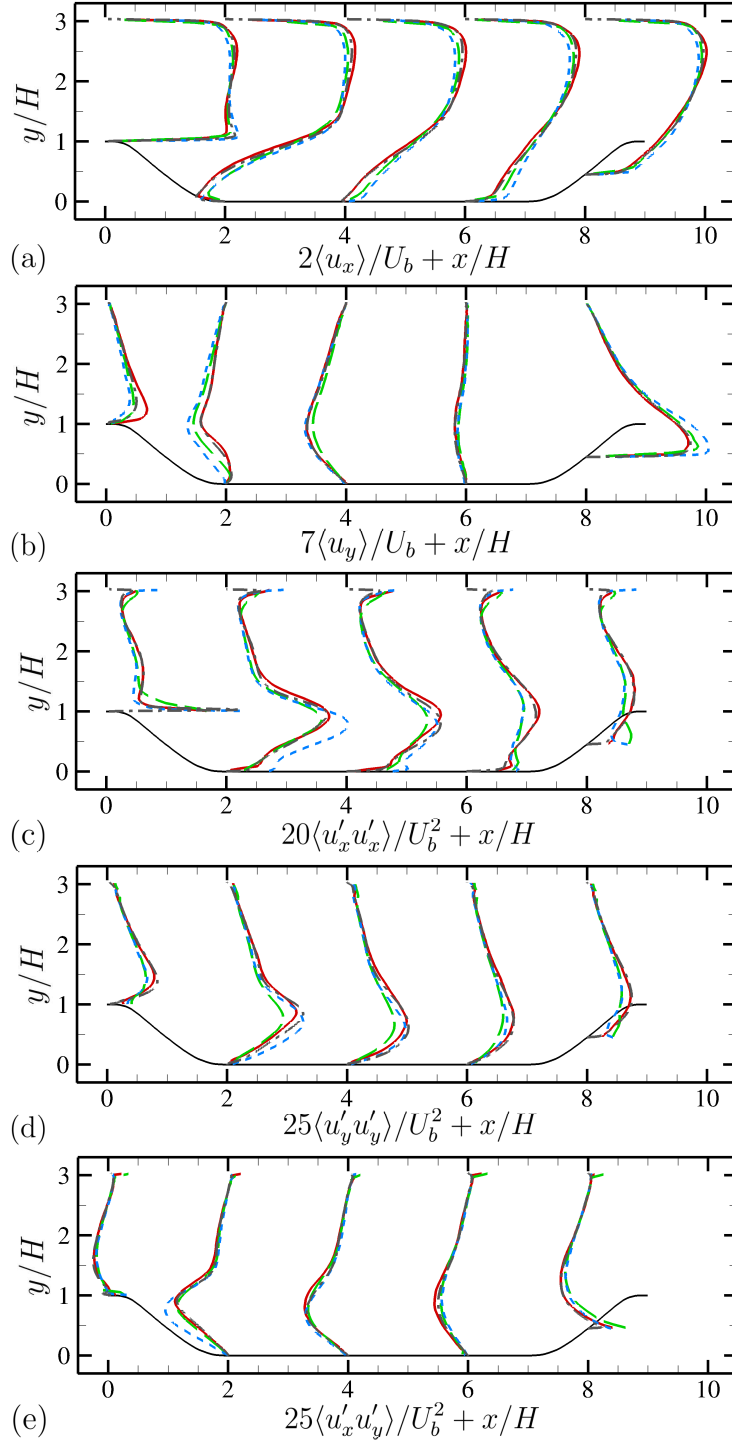 3
2
1
0
y/H
0 2 4 6 8 10
(a) 2⟨u_x⟩/U_b + x/H
3
2
1
0
y/H
0 2 4 6 8 10
(b) 7⟨u_y⟩/U_b + x/H
3
2
1
0
y/H
0 2 4 6 8 10
(c) 20⟨u′_x u′_x⟩/U_b^2 + x/H
3
2
1
0
y/H
0 2 4 6 8 10
(d) 25⟨u′_y u′_y⟩/U_b^2 + x/H
3
2
1
0
y/H
0 2 4 6 8 10
(e) 25⟨u′_x u′_y⟩/U_b^2 + x/H